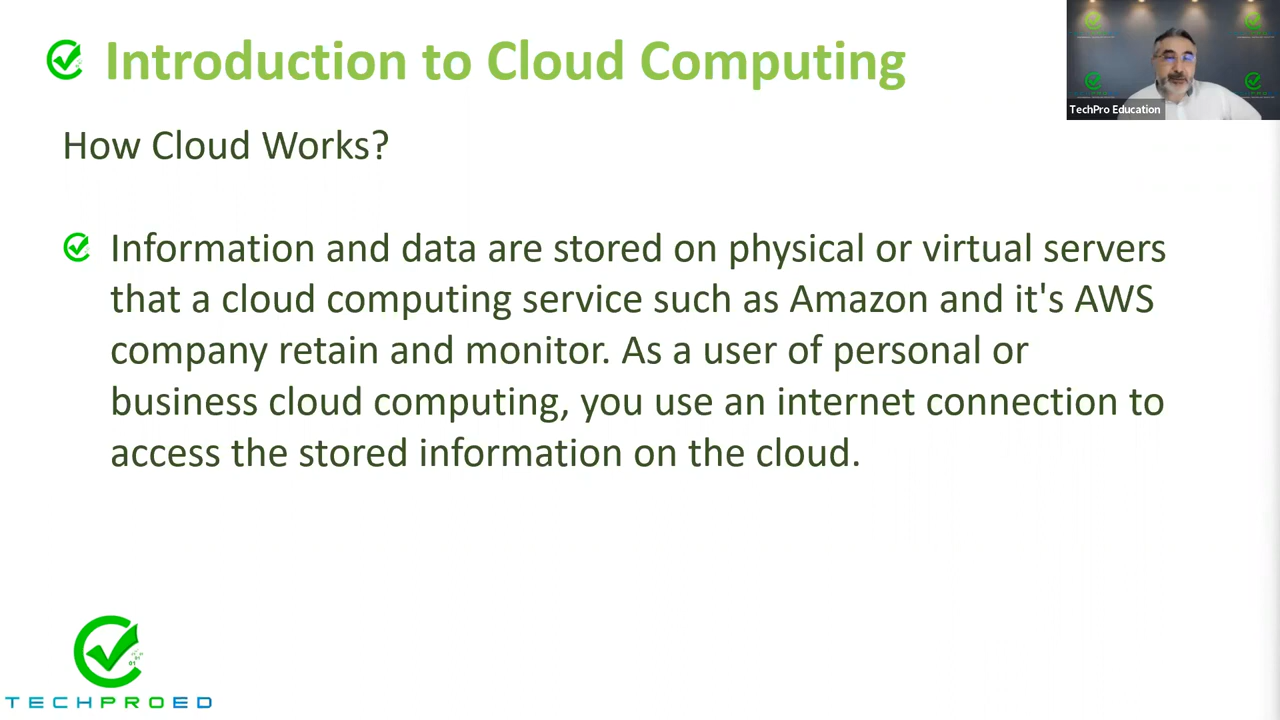 Introduction to Cloud Computing
TechPro Education
How Cloud Works?
Information and data are stored on physical or virtual servers
that a cloud computing service such as Amazon and it's AWS
company retain and monitor. As a user of personal or
business cloud computing, you use an internet connection to
access the stored information on the cloud.
TECHPROED